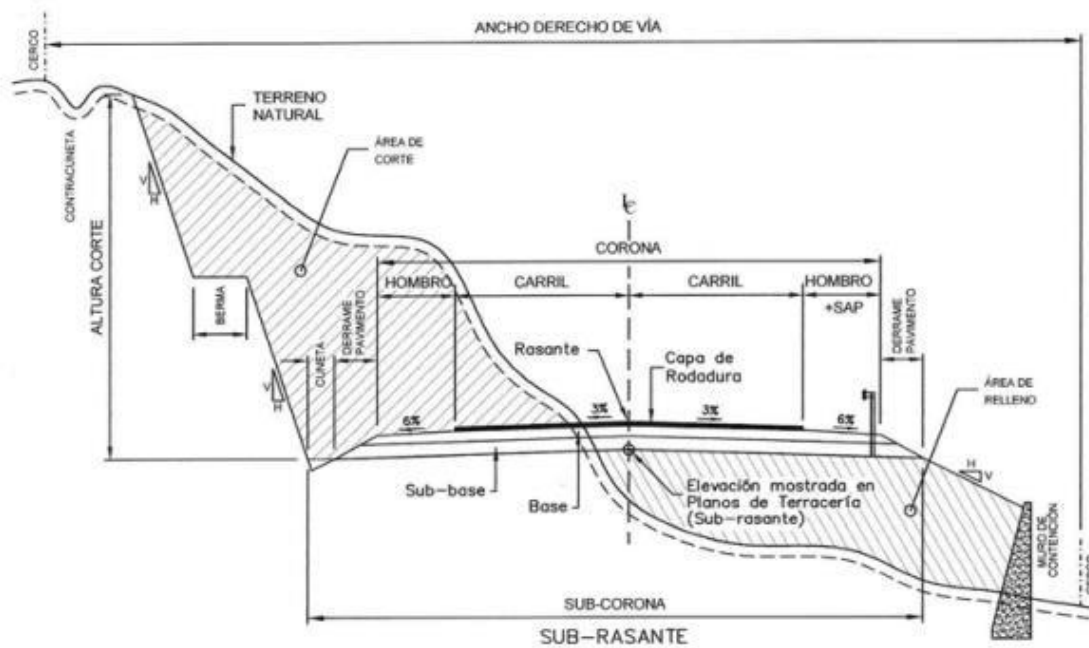 ANCHO DERECHO DE VÍA
CERCO
TERRENO
NATURAL
ÁREA DE
CORTE
CONTRACUNETA
V
H
ALTURA CORTE
CORONA
HOMBRO
CARRIL
CARRIL
HOMBRO
+SAP
BERMA
CUNETA
DERRAME
PAVIMENTO
DERRAME
PAVIMENTO
Rasante
Capa de
Rodadura
ÁREA DE
RELLENO
V
H
6%
3%
3%
6%
H
V
Sub-base
Base
Elevación mostrada en
Planos de Terracería
(Sub-rasante)
MURO DE
CONTENCIÓN
SUB-CORONA
SUB-RASANTE